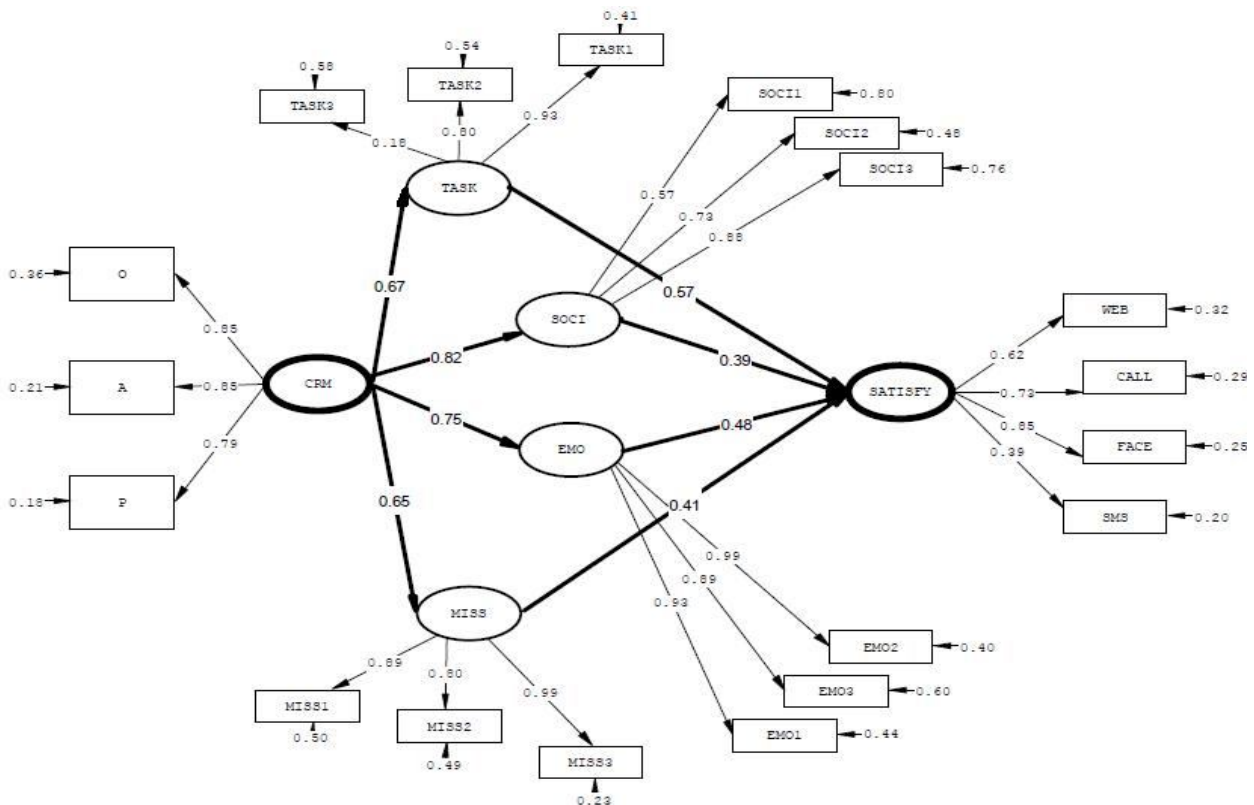 0.41
TASK1
0.54
TASK2
0.58
TASK3
0.93
0.80
0.18
TASK
SOCI1
0.80
SOCI2
0.48
SOCI3
0.76
0.57
0.73
0.88
0.36
O
0.85
0.67
0.57
SOCI
WEB
0.32
0.62
0.21
A
0.85
CRM
0.82
0.39
SATISFY
0.73
CALL
0.29
0.75
0.48
EMO
0.85
FACE
0.25
0.79
0.39
0.18
P
0.65
0.41
SMS
0.20
0.99
0.89
0.93
MISS
EMO2
0.40
0.89
0.80
0.99
EMO3
0.60
MISS1
0.50
MISS2
0.49
EMO1
0.44
MISS3
0.23